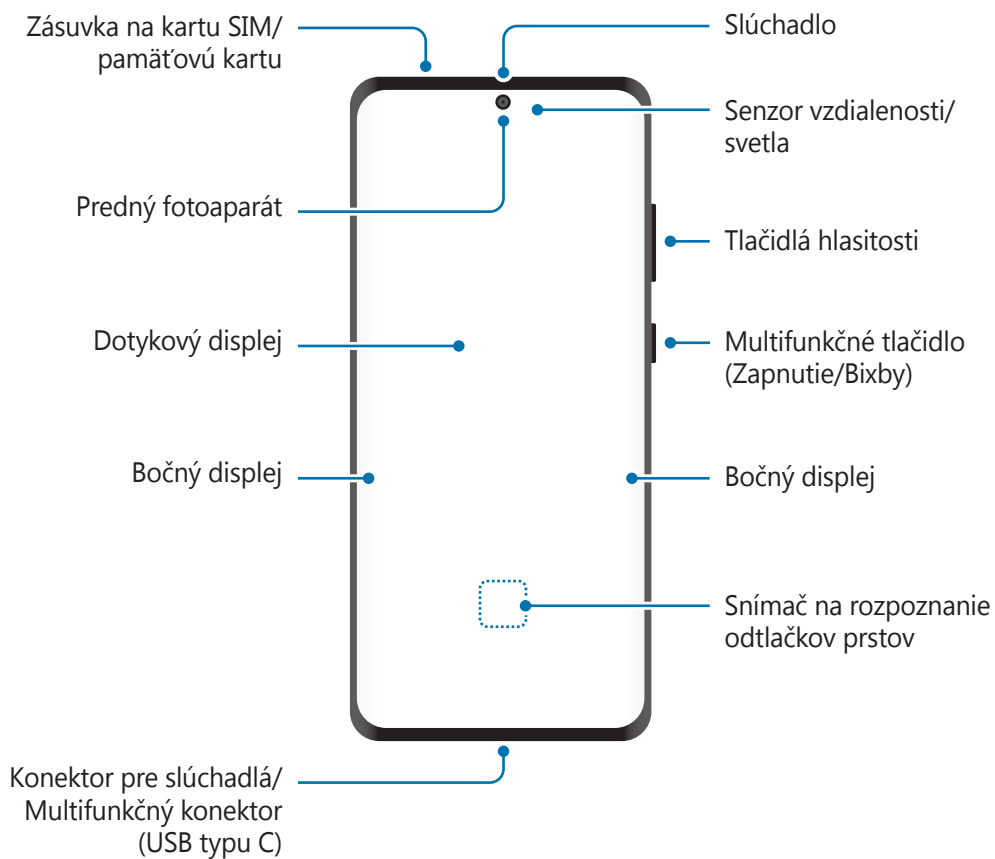 Zásuvka na kartu SIM/
pamäťovú kartu
Predný fotoaparát
Dotykový displej
Bočný displej
Konektor pre slúchadlá/
Multifunkčný konektor
(USB typu C)
Slúchadlo
Senzor vzdialenosti/
svetla
Tlačidlá hlasitosti
Multifunkčné tlačidlo
(Zapnutie/Bixby)
Bočný displej
Snímač na rozpoznanie
odtlačkov prstov